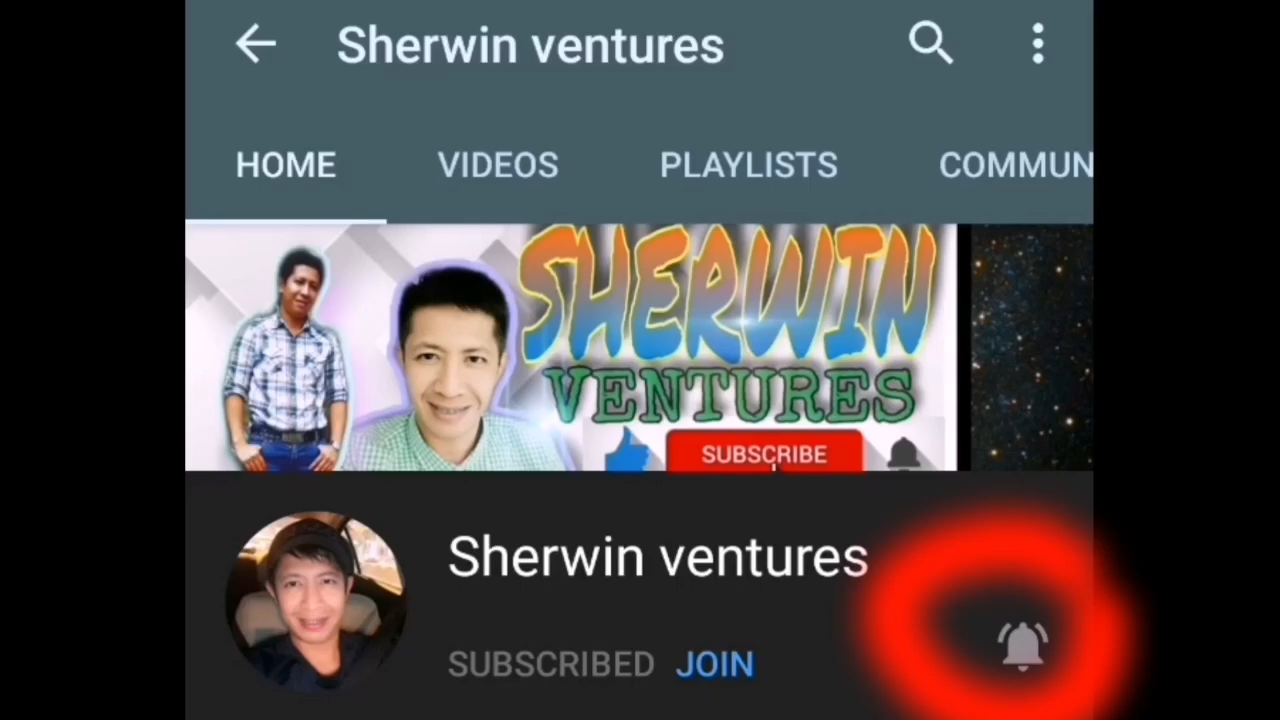 Sherwin ventures
HOME VIDEOS PLAYLISTS COMMUN
SHERWIN
VENTURES
SUBSCRIBE
Sherwin ventures
SUBSCRIBED JOIN